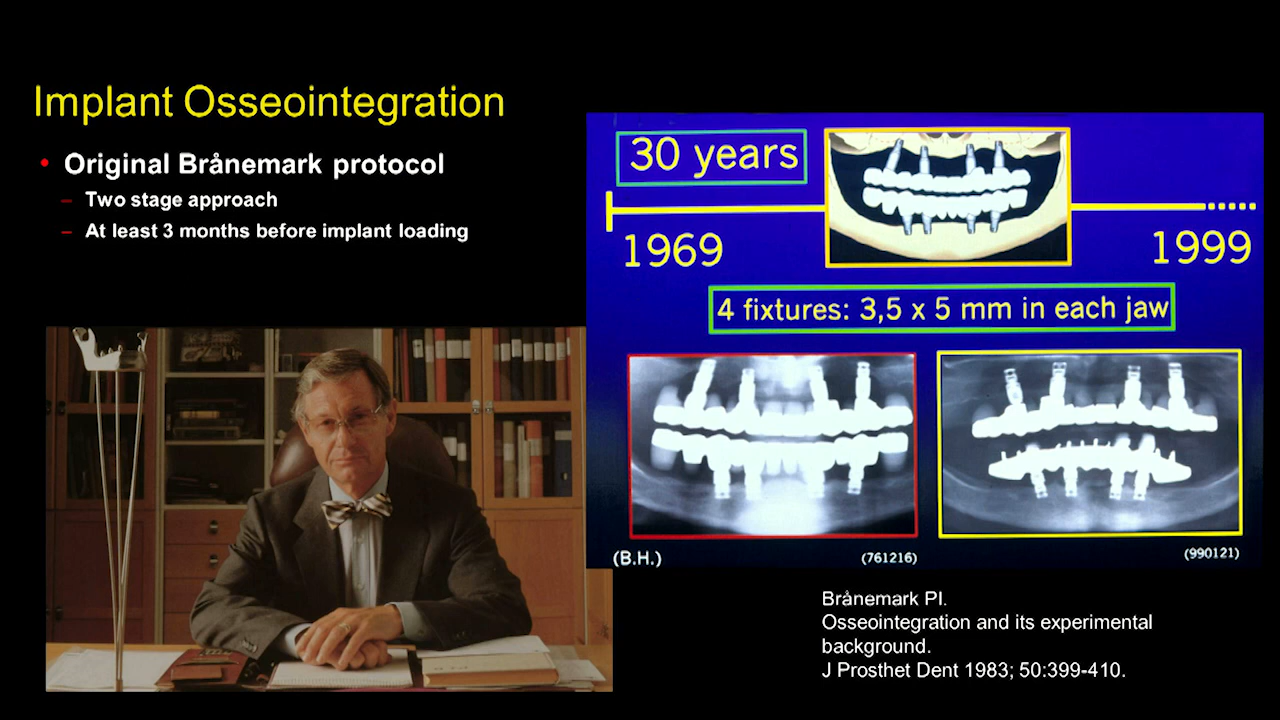 Implant Osseointegration
• Original Brånemark protocol
– Two stage approach
– At least 3 months before implant loading
30 years
1969
1999
4 fixtures: 3,5 x 5 mm in each jaw
(B.H.)
(761216)
(990121)
Brånemark PI.
Osseointegration and its experimental
background.
J Prosthet Dent 1983; 50:399-410.